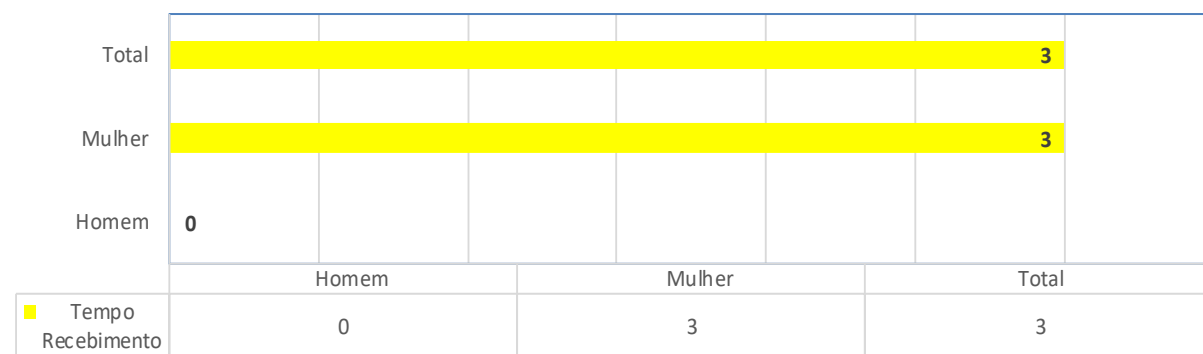 Total
3
Mulher
3
Homem
0
Homem Mulher Total
Tempo
Recebimento
0 3 3